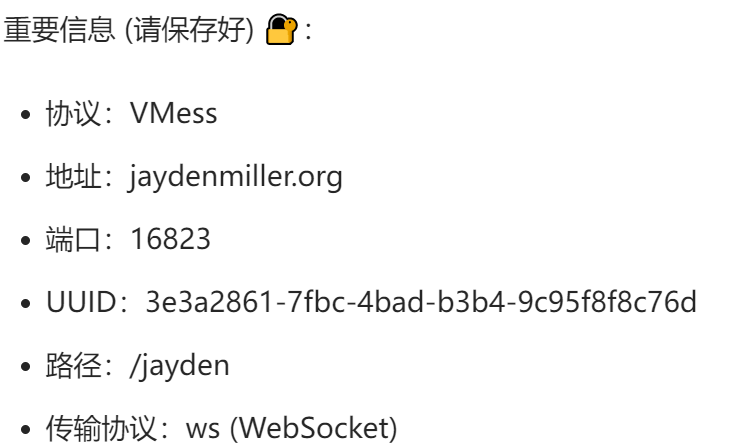 重要信息 (请保存好) 🔐：
• 协议：VMess
• 地址：jaydenmiller.org
• 端口：16823
• UUID：3e3a2861-7fbc-4bad-b3b4-9c95f8f8c76d
• 路径：/jayden
• 传输协议：ws (WebSocket)